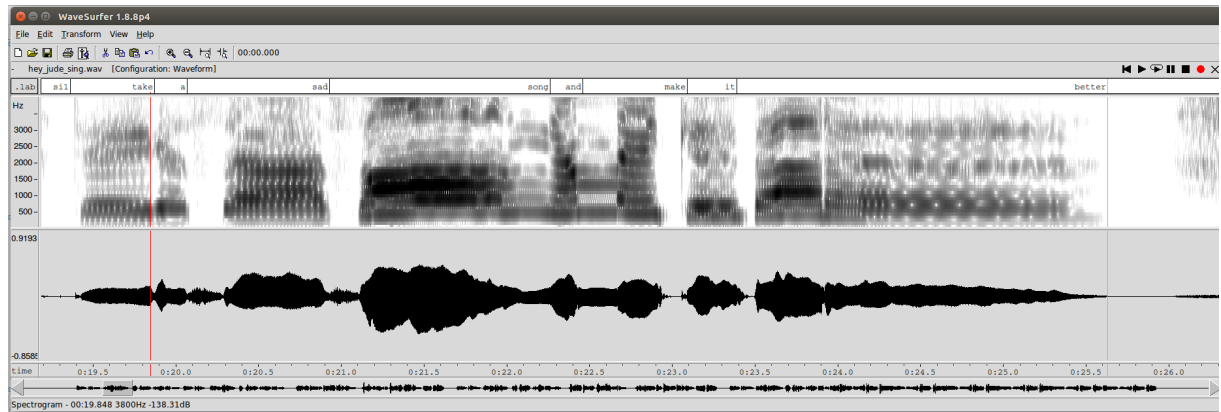 WaveSurfer 1.8.8p4
File Edit Transform View Help
00:00.000
- hey_jude_sing.wav [Configuration: Waveform]
.lab sil take a sad song and make it better
Hz
3000
2500
2000
1500
1000
500
0.9193
-0.8585
time 0:19.5 0:20.0 0:20.5 0:21.0 0:21.5 0:22.0 0:22.5 0:23.0 0:23.5 0:24.0 0:24.5 0:25.0 0:25.5 0:26.0
Spectrogram - 00:19.848 3800Hz -138.31dB